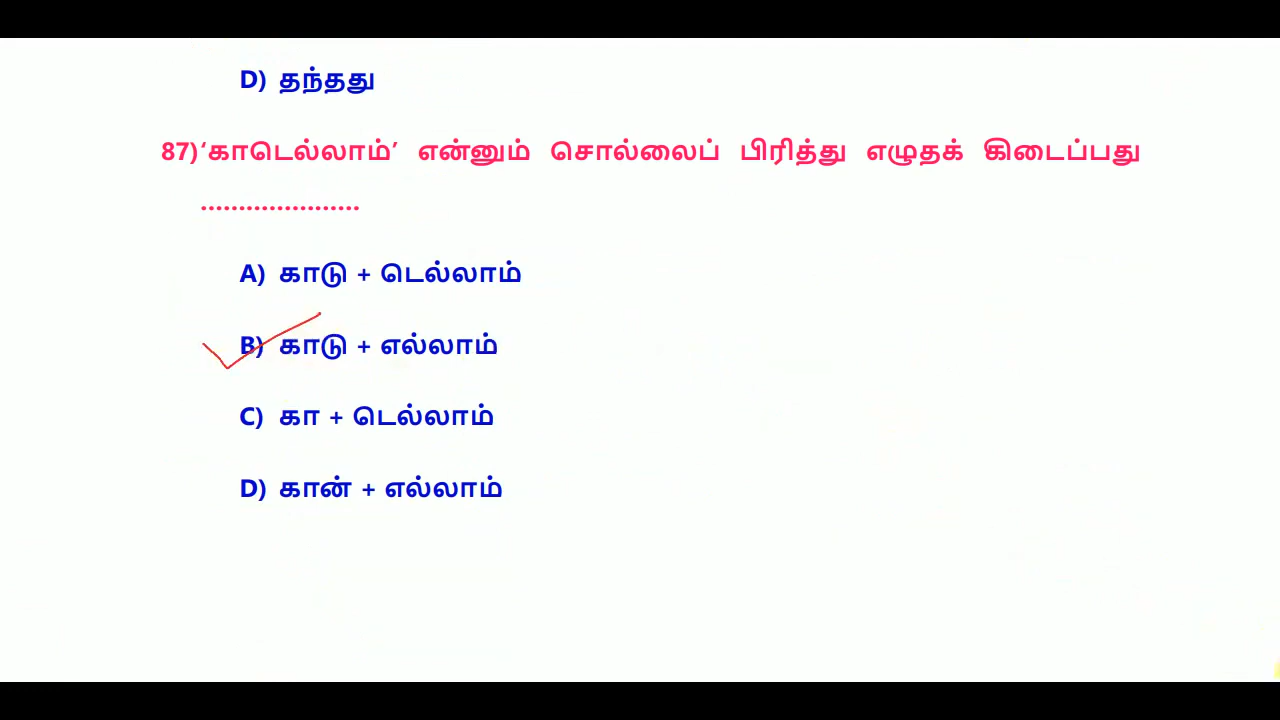 D) தந்தது
87)‘காடெல்லாம்’ என்னும் சொல்லைப் பிரித்து எழுதக் கிடைப்பது
.....................
A) காடு + டெல்லாம்
B) காடு + எல்லாம்
C) கா + டெல்லாம்
D) கான் + எல்லாம்